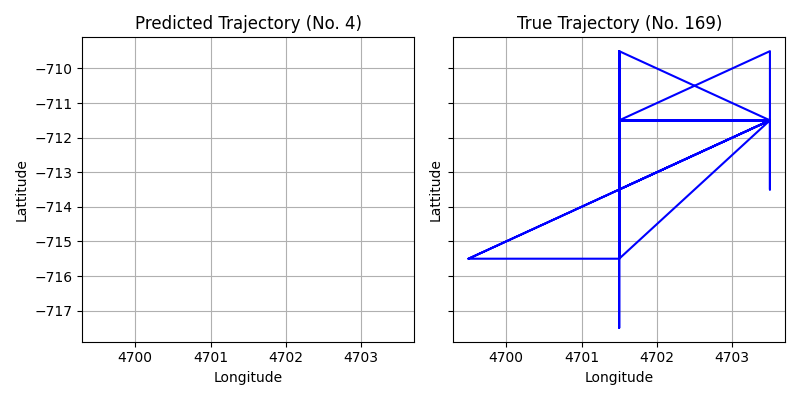 Predicted Trajectory (No. 4)
True Trajectory (No. 169)
−710
−711
−712
−713
−714
−715
−716
−717
Lattitude
Lattitude
4700 4701 4702 4703
4700 4701 4702 4703
Longitude
Longitude